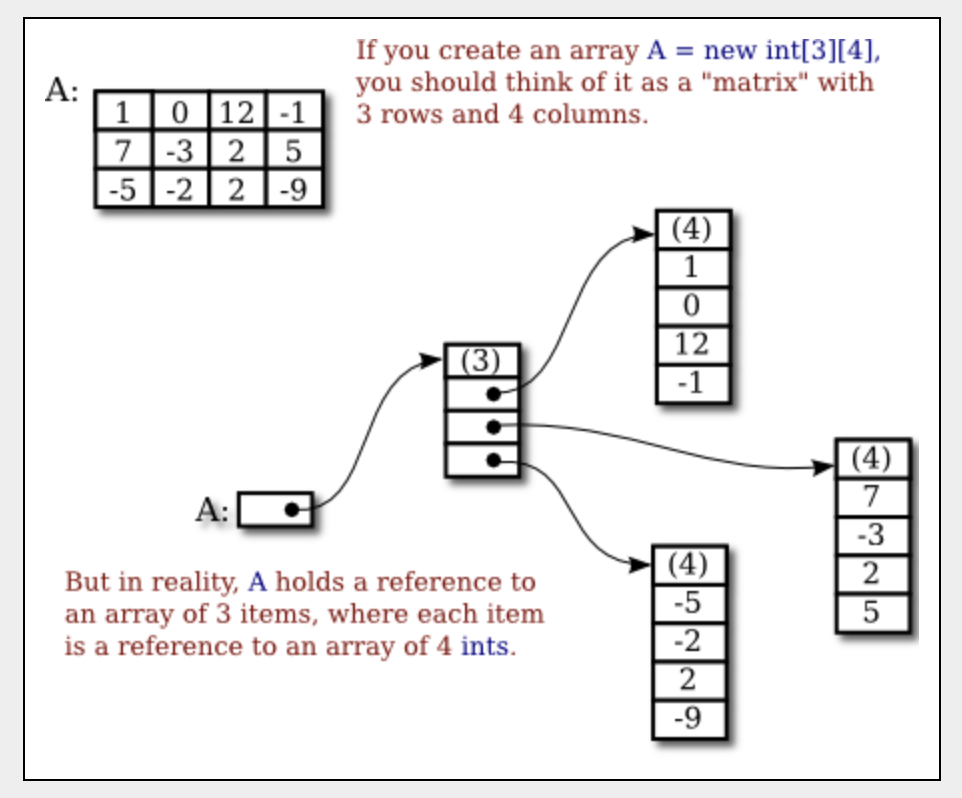 If you create an array A = new int[3][4],
you should think of it as a "matrix" with
3 rows and 4 columns.
A:
1 0 12 -1
7 -3 2 5
-5 -2 2 -9
(4)
1
0
12
-1
(3)
A:
(4)
7
-3
2
5
(4)
-5
-2
2
-9
But in reality, A holds a reference to
an array of 3 items, where each item
is a reference to an array of 4 ints.